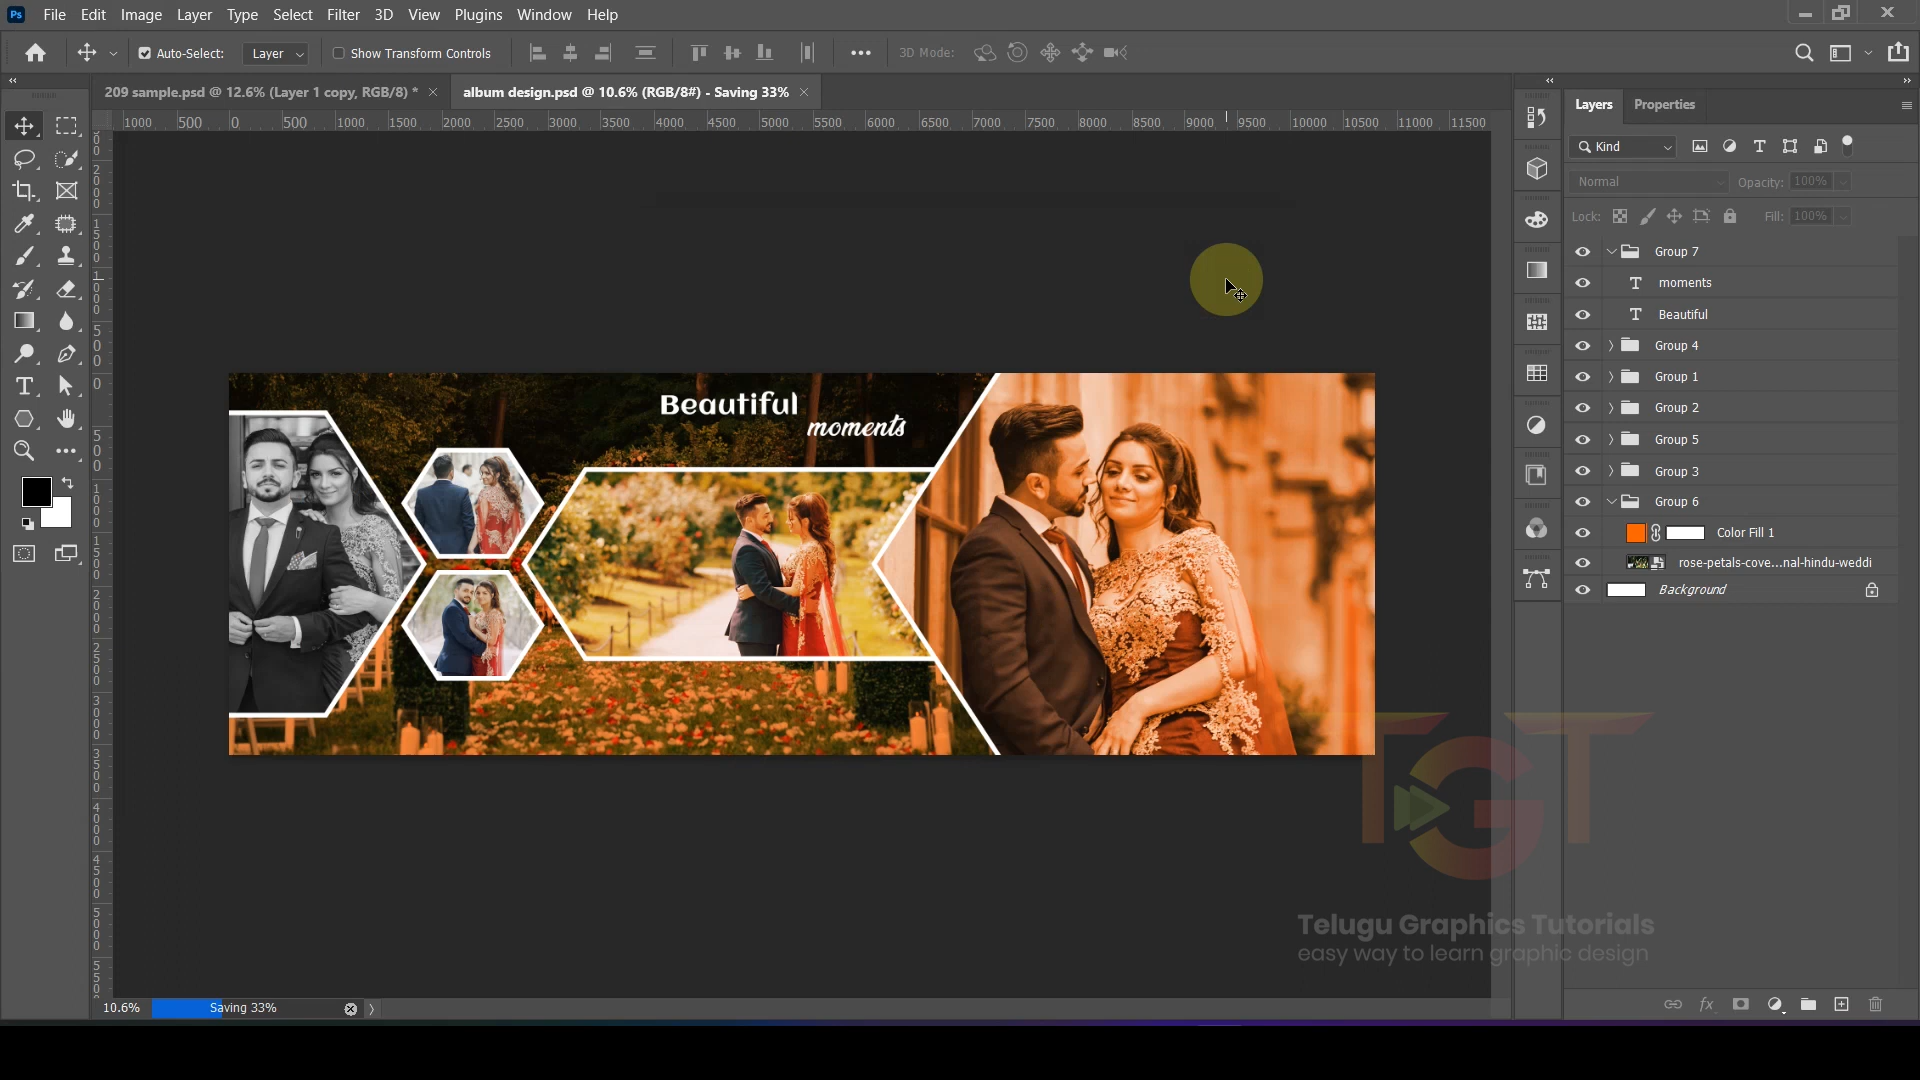 Ps File Edit Image Layer Type Select Filter 3D View Plugins Window Help
Auto-Select: Layer Show Transform Controls 3D Mode:
209 sample.psd @ 12.6% (Layer 1 copy, RGB/8) * album design.psd @ 10.6% (RGB/8#) - Saving 33%
1000 500 0 500 1000 1500 2000 2500 3000 3500 4000 4500 5000 5500 6000 6500 7000 7500 8000 8500 9000 9500 10000 10500 11000 11500
Layers Properties
Kind
Normal Opacity: 100%
Lock: Fill: 100%
Group 7
moments
Beautiful
Group 4
Group 1
Group 2
Group 5
Group 3
Group 6
Color Fill 1
rose-petals-cove...nal-hindu-weddi
Background
Beautiful
moments
TGT
Telugu Graphics Tutorials
easy way to learn graphic design
10.6% Saving 33%